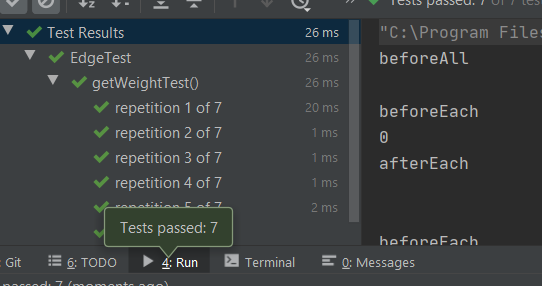 Tests passed: 7 of 7 tests
Test Results 26 ms
EdgeTest 26 ms
getWeightTest() 26 ms
repetition 1 of 7 20 ms
repetition 2 of 7 1 ms
repetition 3 of 7 1 ms
repetition 4 of 7 1 ms
repetition 5 of 7 2 ms
Tests passed: 7
"C:\Program Files
beforeAll
beforeEach
0
afterEach
beforeEach
Git 6: TODO 4: Run Terminal 0: Messages
passed: 7 (moments ago)